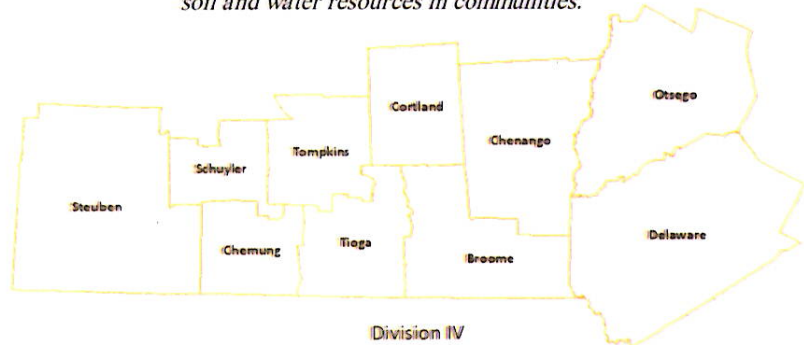 soil and water resources in communities.
Otsego
Cortland
Chenango
Tompkins
Schuyler
Steuben
Delaware
Tioga
Chemung
Broome
Division IV